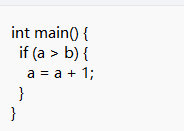 int main() {
  if (a > b) {
    a = a + 1;
  }
}